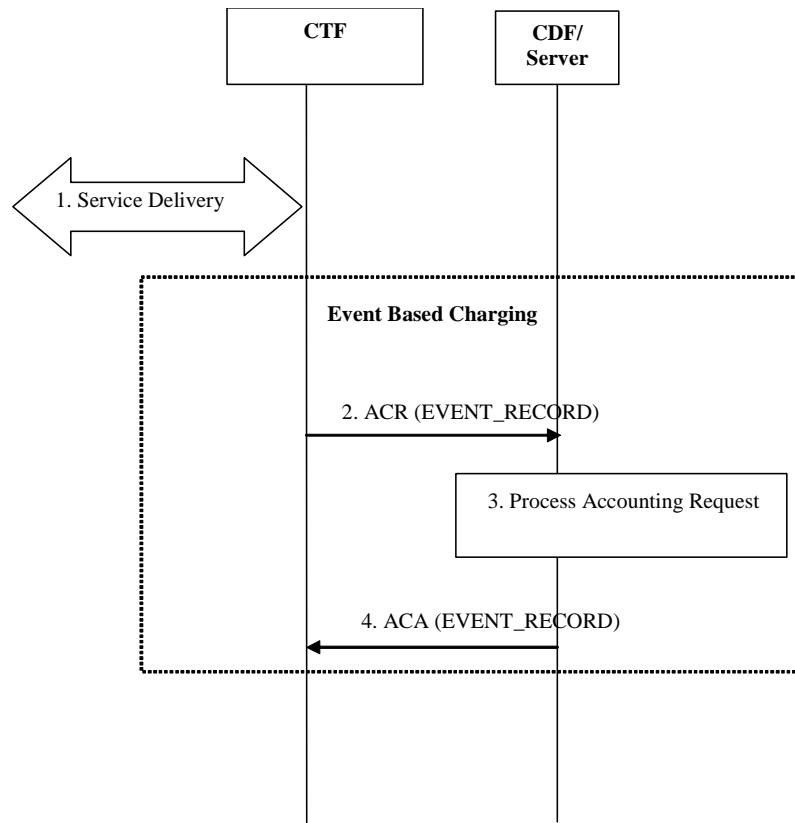 CTF
CDF/
Server
1. Service Delivery
Event Based Charging
2. ACR (EVENT_RECORD)
3. Process Accounting Request
4. ACA (EVENT_RECORD)